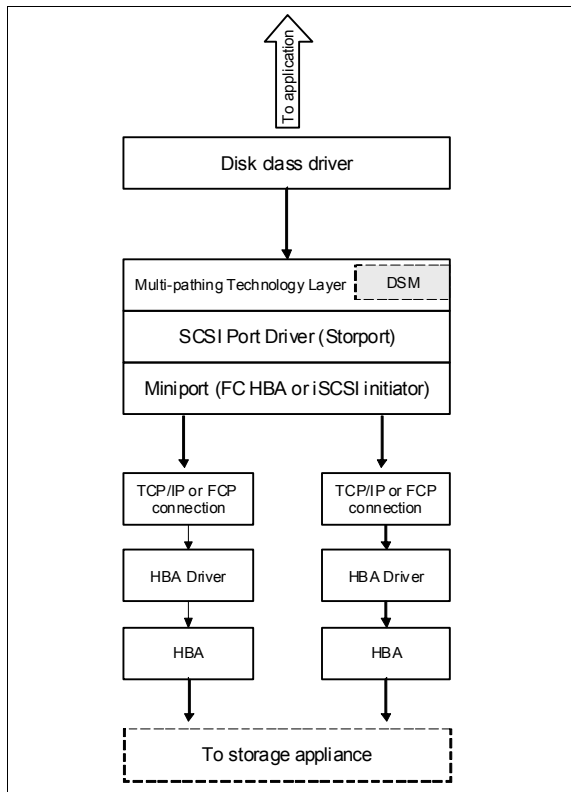 To application
Disk class driver
Multi-pathing Technology Layer
DSM
SCSI Port Driver (Storport)
Miniport (FC HBA or iSCSI initiator)
TCP/IP or FCP
connection
TCP/IP or FCP
connection
HBA Driver
HBA Driver
HBA
HBA
To storage appliance